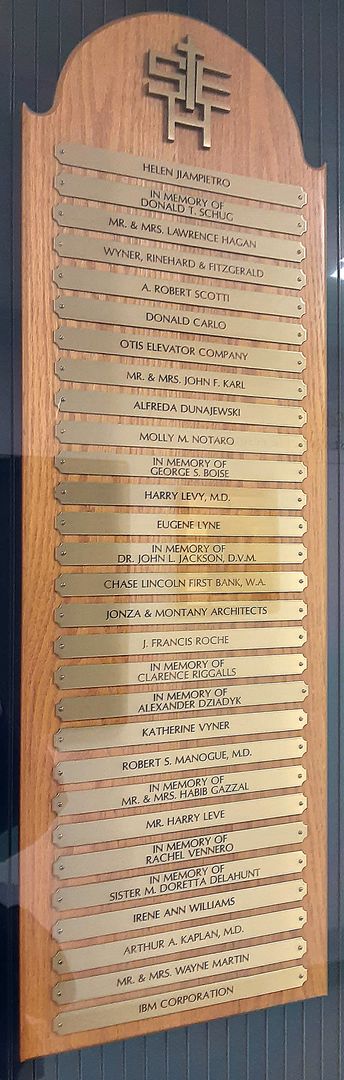 HELEN JIAMPIETRO
IN MEMORY OF
DONALD T. SCHUG
MR. & MRS. LAWRENCE HAGAN
WYNER, RINEHARD & FITZGERALD
A. ROBERT SCOTTI
DONALD CARLO
OTIS ELEVATOR COMPANY
MR. & MRS. JOHN F. KARL
ALFREDA DUNAJEWSKI
MOLLY M. NOTARO
IN MEMORY OF
GEORGE S. BOISE
HARRY LEVY, M.D.
EUGENE LYNE
IN MEMORY OF
DR. JOHN L. JACKSON, D.V.M.
CHASE LINCOLN FIRST BANK, W.A.
JONZA & MONTANY ARCHITECTS
J. FRANCIS ROCHE
IN MEMORY OF
CLARENCE RIGGALLS
IN MEMORY OF
ALEXANDER DZIADYK
KATHERINE VYNER
ROBERT S. MANOGUE, M.D.
IN MEMORY OF
MR. & MRS. HABIB GAZZAL
MR. HARRY LEVE
IN MEMORY OF
RACHEL VENNERO
IN MEMORY OF
SISTER M. DORETTA DELAHUNT
IRENE ANN WILLIAMS
ARTHUR A. KAPLAN, M.D.
MR. & MRS. WAYNE MARTIN
IBM CORPORATION